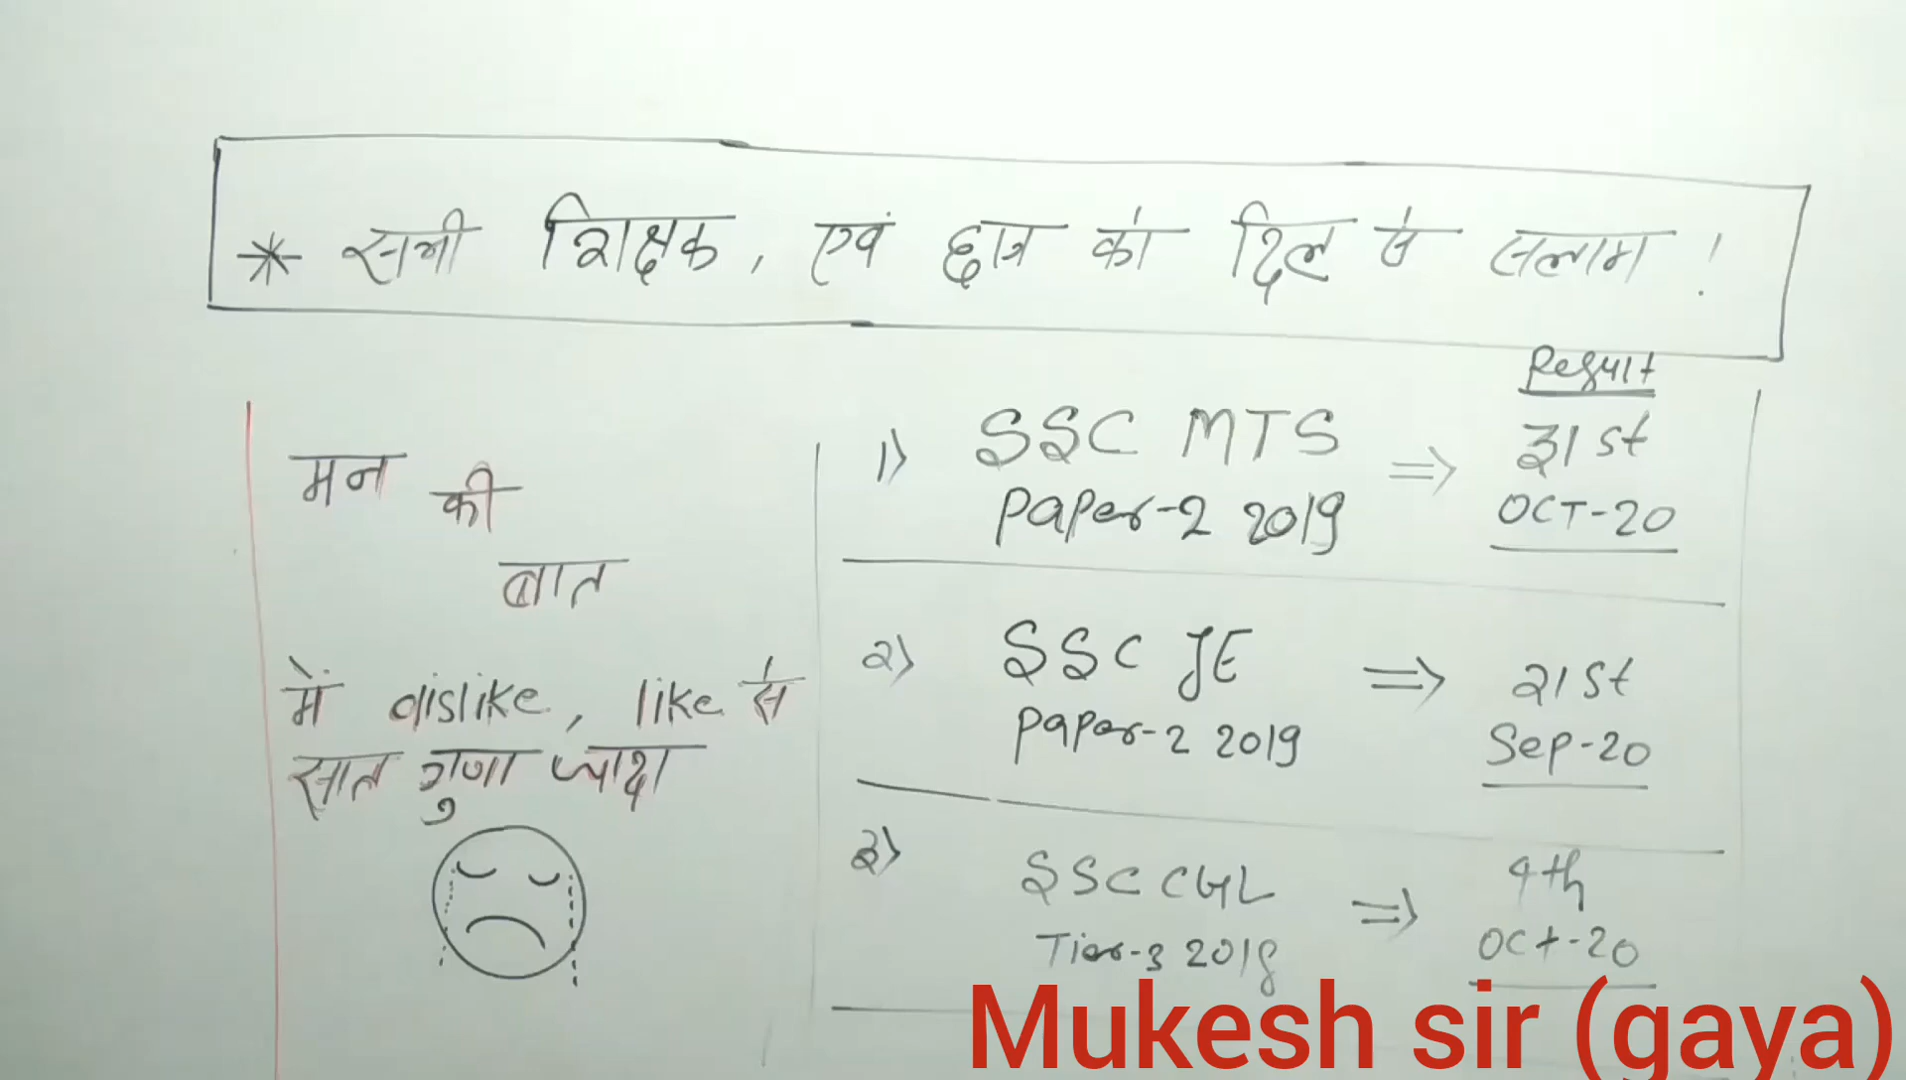 * सभी शिक्षक, एवं छात्र को दिल से सलाम !
मन
की
बात
में dislike, like से
सात गुणा ज्यादा
Result
1) SSC MTS ⇒ 31st
Paper-2 2019 OCT-20
2) SSC JE ⇒ 21st
Paper-2 2019 Sep-20
3) SSC CGL ⇒ 4th
Tier-3 2018 Oct-20
Mukesh sir (gaya)